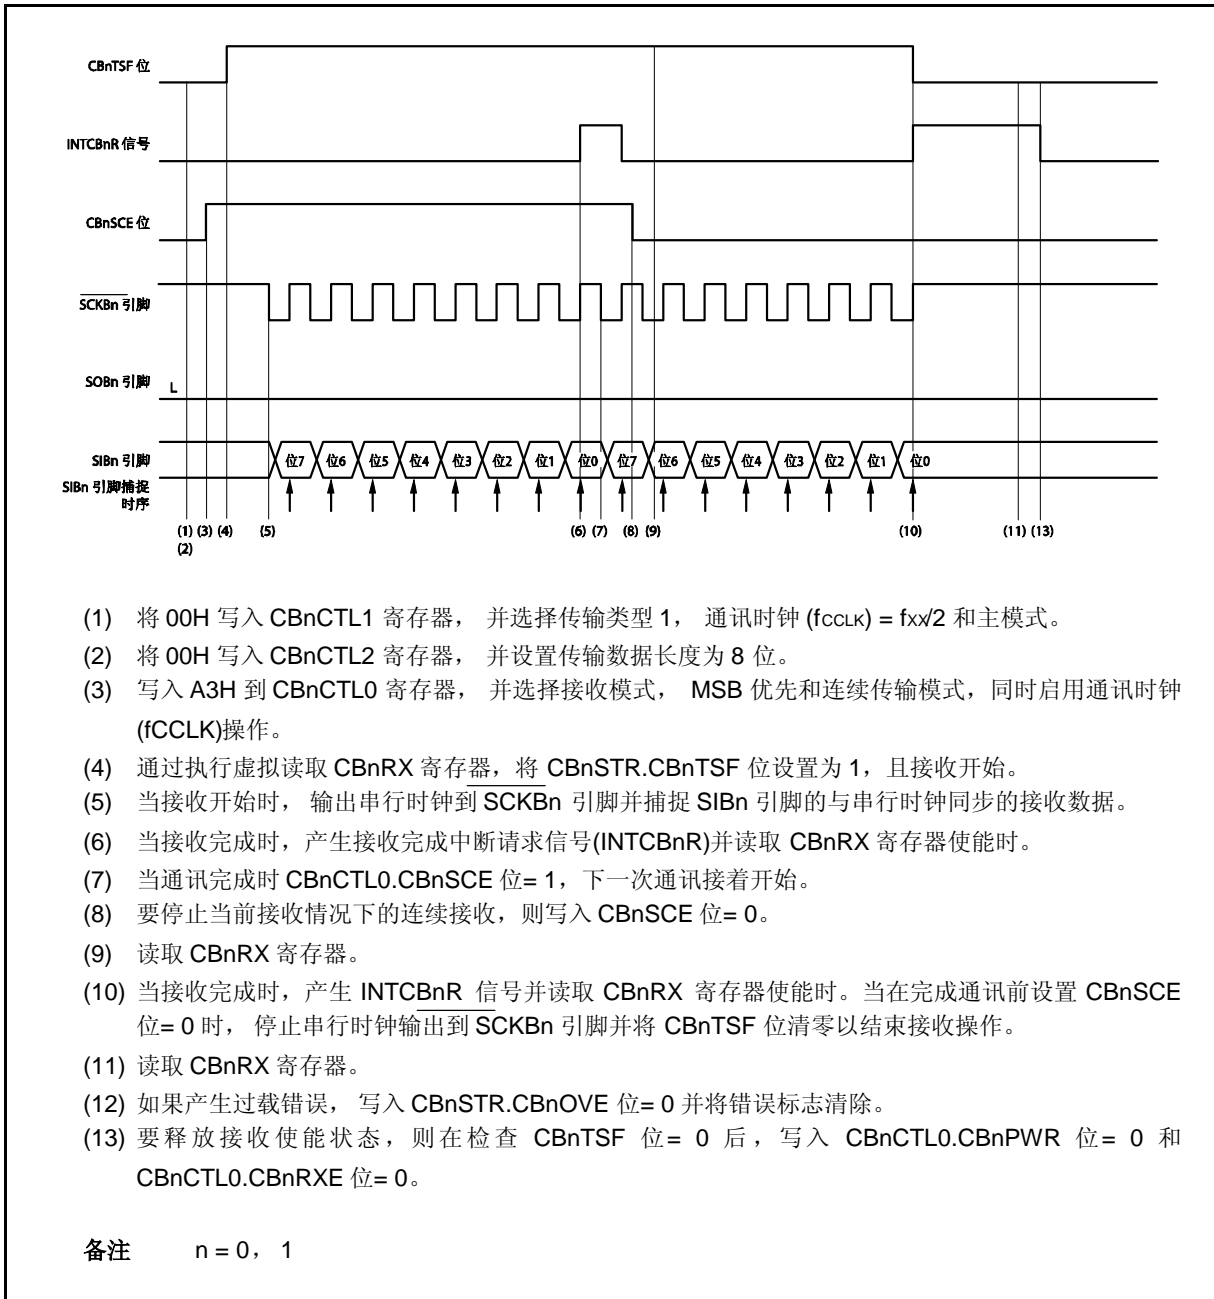 CBnTSF 位
INTCBnR 信号
CBnSCE 位
SCKBn 引脚
SOBn 引脚 L
SIBn 引脚 位7 位6 位5 位4 位3 位2 位1 位0 位7 位6 位5 位4 位3 位2 位1 位0
SIBn 引脚捕捉
时序
(1) (3) (4) (5) (6) (7) (8) (9) (10) (11) (13)
(2)
(1) 将 00H 写入 CBnCTL1 寄存器， 并选择传输类型 1， 通讯时钟 (fCCLK) = fXX/2 和主模式。
(2) 将 00H 写入 CBnCTL2 寄存器， 并设置传输数据长度为 8 位。
(3) 写入 A3H 到 CBnCTL0 寄存器， 并选择接收模式， MSB 优先和连续传输模式，同时启用通讯时钟
(fCCLK)操作。
(4) 通过执行虚拟读取 CBnRX 寄存器，将 CBnSTR.CBnTSF 位设置为 1，且接收开始。
(5) 当接收开始时， 输出串行时钟到 SCKBn 引脚并捕捉 SIBn 引脚的与串行时钟同步的接收数据。
(6) 当接收完成时，产生接收完成中断请求信号(INTCBnR)并读取 CBnRX 寄存器使能时。
(7) 当通讯完成时 CBnCTL0.CBnSCE 位= 1，下一次通讯接着开始。
(8) 要停止当前接收情况下的连续接收，则写入 CBnSCE 位= 0。
(9) 读取 CBnRX 寄存器。
(10) 当接收完成时，产生 INTCBnR 信号并读取 CBnRX 寄存器使能时。当在完成通讯前设置 CBnSCE
位= 0 时， 停止串行时钟输出到 SCKBn 引脚并将 CBnTSF 位清零以结束接收操作。
(11) 读取 CBnRX 寄存器。
(12) 如果产生过载错误， 写入 CBnSTR.CBnOVE 位= 0 并将错误标志清除。
(13) 要释放接收使能状态，则在检查 CBnTSF 位= 0 后，写入 CBnCTL0.CBnPWR 位= 0 和
CBnCTL0.CBnRXE 位= 0。
备注 n = 0， 1